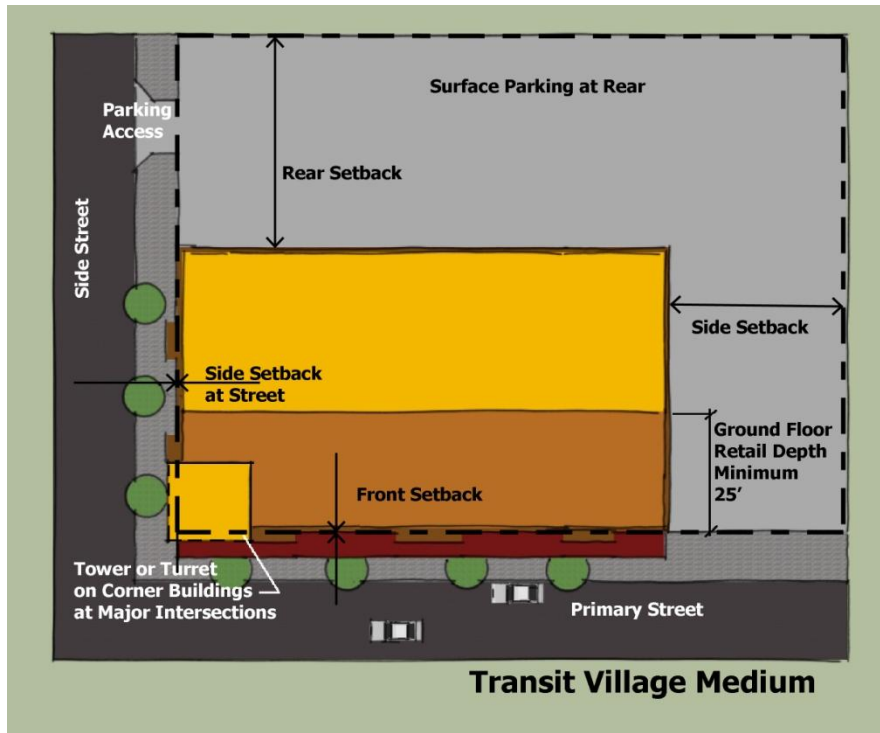 Surface Parking at Rear
Parking
Access
Rear Setback
Side Street
Side Setback
Side Setback
at Street
Ground Floor
Retail Depth
Minimum
25’
Front Setback
Tower or Turret
on Corner Buildings
at Major Intersections
Primary Street
Transit Village Medium